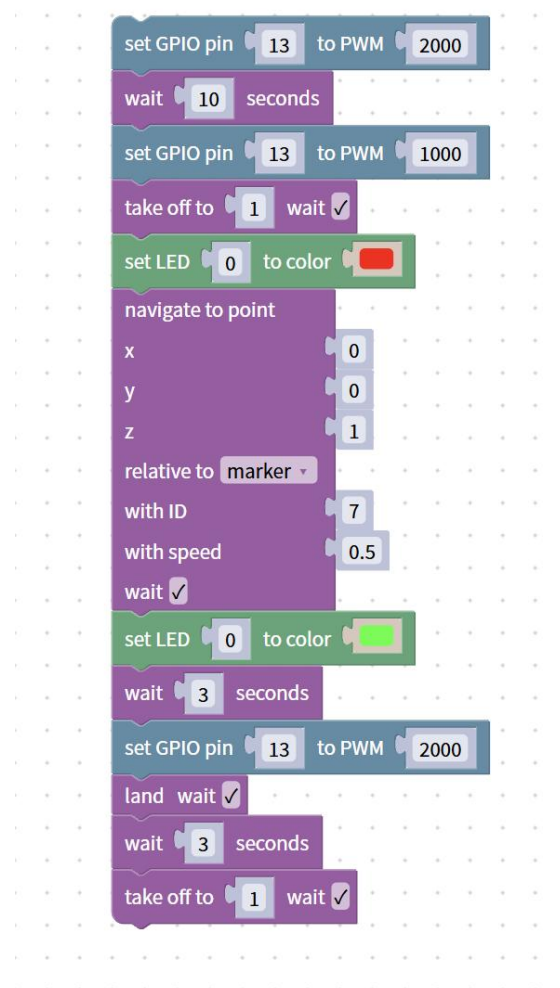 set GPIO pin 13 to PWM 2000
wait 10 seconds
set GPIO pin 13 to PWM 1000
take off to 1 wait ✓
set LED 0 to color
navigate to point
x 0
y 0
z 1
relative to marker ▾
with ID 7
with speed 0.5
wait ✓
set LED 0 to color
wait 3 seconds
set GPIO pin 13 to PWM 2000
land wait ✓
wait 3 seconds
take off to 1 wait ✓